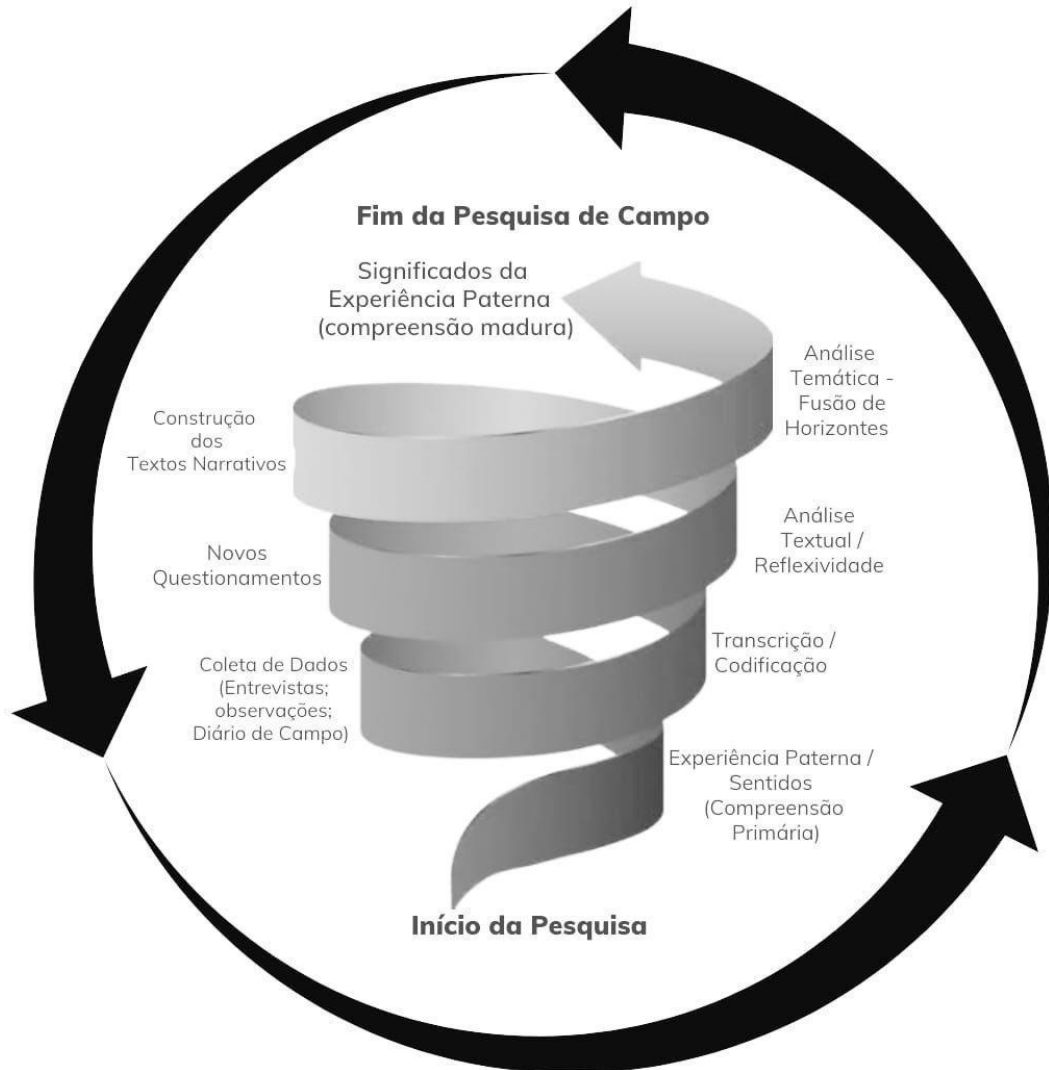 Fim da Pesquisa de Campo
Significados da
Experiência Paterna
(compreensão madura)
Análise
Temática -
Fusão de
Horizontes
Construção
dos
Textos Narrativos
Análise
Textual /
Reflexividade
Novos
Questionamentos
Transcrição /
Codificação
Coleta de Dados
(Entrevistas;
observações;
Diário de Campo)
Experiência Paterna /
Sentidos
(Compreensão
Primária)
Início da Pesquisa